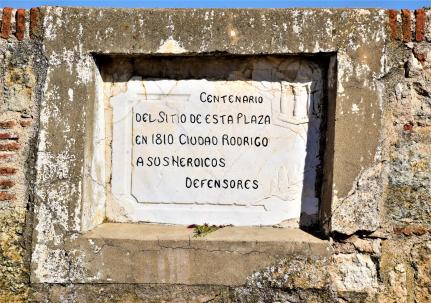 CENTENARIO
DEL SITIO DE ESTA PLAZA
EN 1810 CIUDAD RODRIGO
A SUS HEROICOS
DEFENSORES